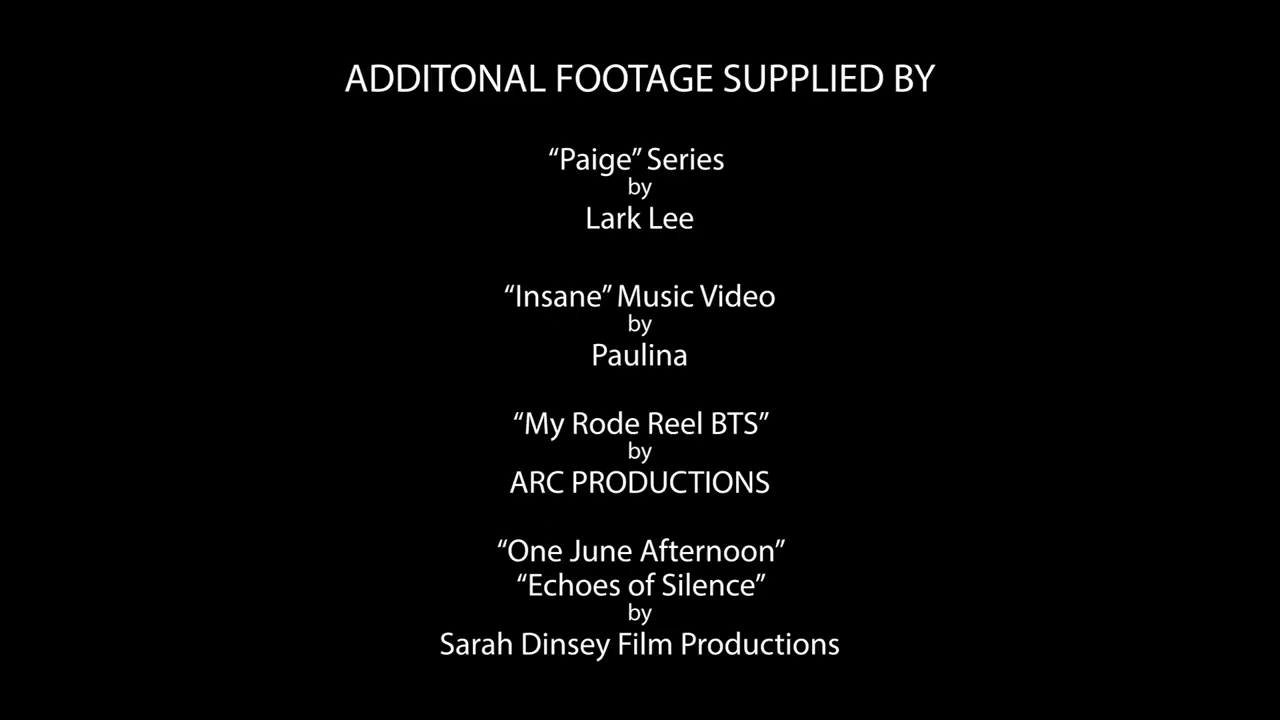 ADDITONAL FOOTAGE SUPPLIED BY
“Paige” Series
by
Lark Lee
“Insane” Music Video
by
Paulina
“My Rode Reel BTS”
by
ARC PRODUCTIONS
“One June Afternoon”
“Echoes of Silence”
by
Sarah Dinsey Film Productions